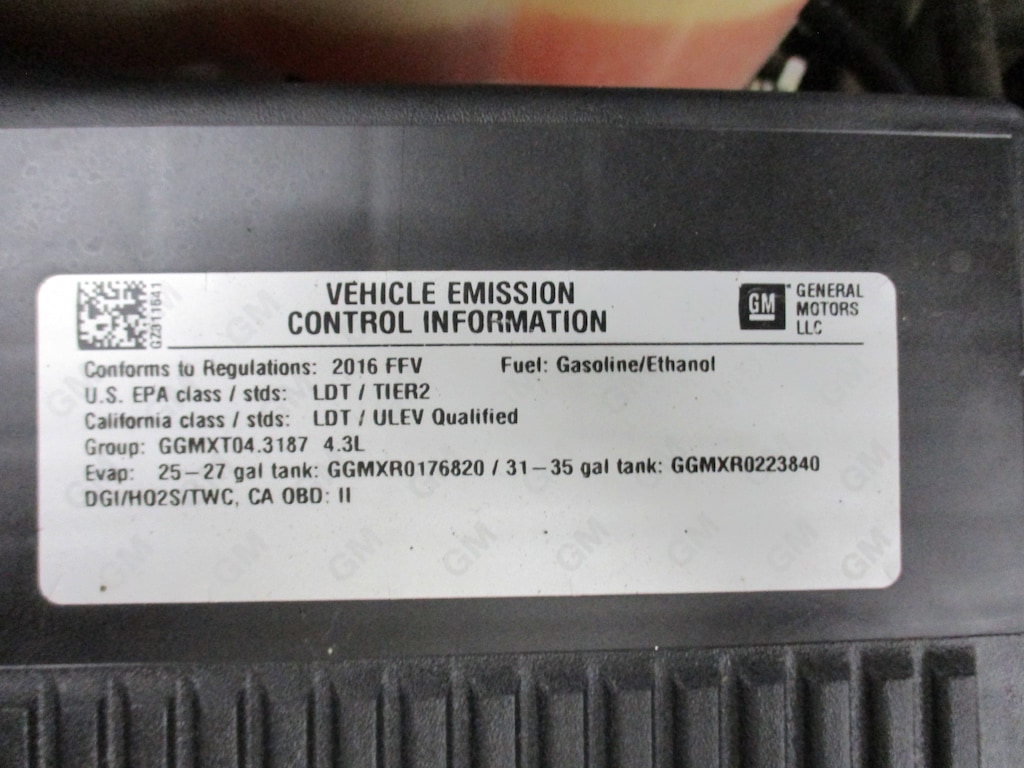 VEHICLE EMISSION
CONTROL INFORMATION
GM
GENERAL
MOTORS
LLC
Conforms to Regulations: 2016 FFV Fuel: Gasoline/Ethanol
U.S. EPA class / stds: LDT / TIER2
California class / stds: LDT / ULEV Qualified
Group: GGMXT04.3187 4.3L
Evap: 25-27 gal tank: GGMXR0176820 / 31-35 gal tank: GGMXR0223840
DGI/HO2S/TWC, CA OBD: II